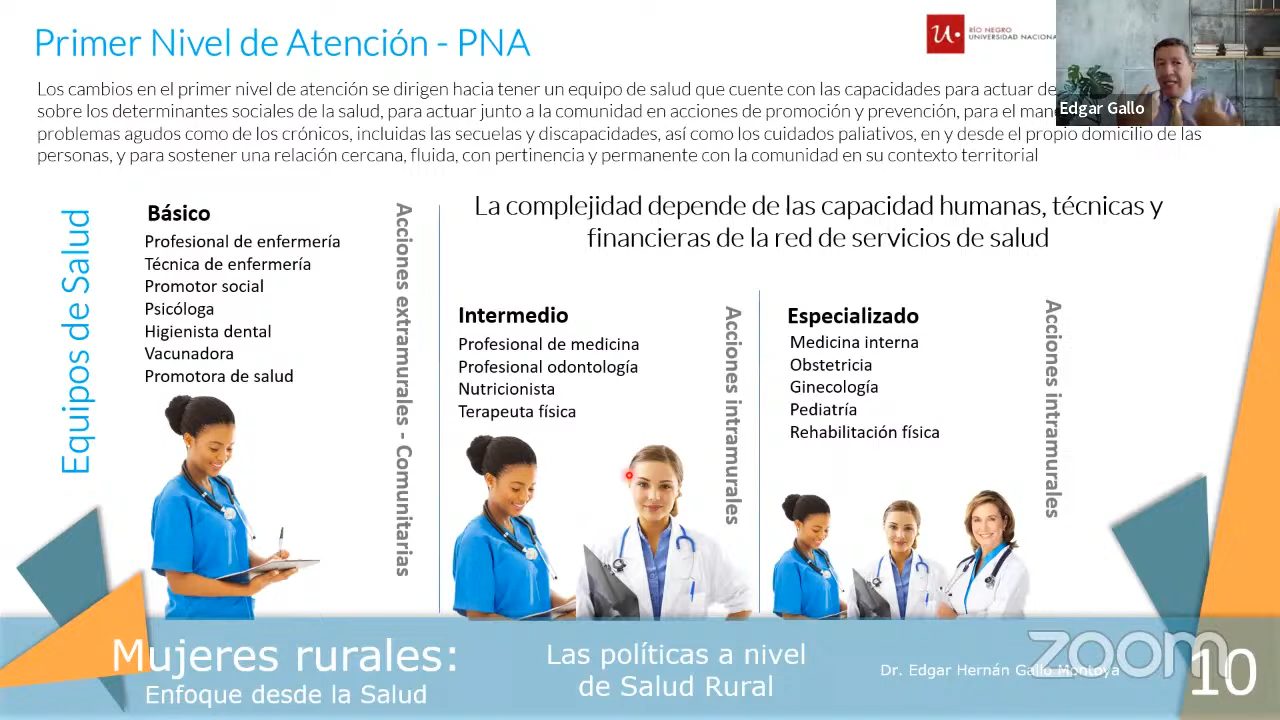 Primer Nivel de Atención - PNA
RÍO NEGRO
UNIVERSIDAD NACIONAL
Edgar Gallo
Los cambios en el primer nivel de atención se dirigen hacia tener un equipo de salud que cuente con las capacidades para actuar
sobre los determinantes sociales de la
para actuar junto a la comunidad en acciones de promoción y prevención, para el
problemas agudos como de los crónicos, incluidas las secuelas y discapacidades, así como los cuidados paliativos, en y desde el propio domicilio de las
personas, y para sostener una relación cercana, fluida, con pertinencia y permanente con la comunidad en su contexto territorial
Equipos de Salud
Básico
Profesional de enfermería
Técnica de enfermería
Promotor social
Psicóloga
Higienista dental
Vacunadora
Promotora de salud
Acciones extramurales - Comunitarias
La complejidad depende de las capacidad humanas, técnicas y
financieras de la red de servicios de salud
Intermedio
Profesional de medicina
Profesional odontología
Nutricionista
Terapeuta física
Acciones intramurales
Especializado
Medicina interna
Obstetricia
Ginecología
Pediatría
Rehabilitación física
Acciones intramurales
Mujeres rurales:
Enfoque desde la Salud
Las políticas a nivel
de Salud Rural
Dr. Edgar Hernán Gallo Montoya
zoom
10